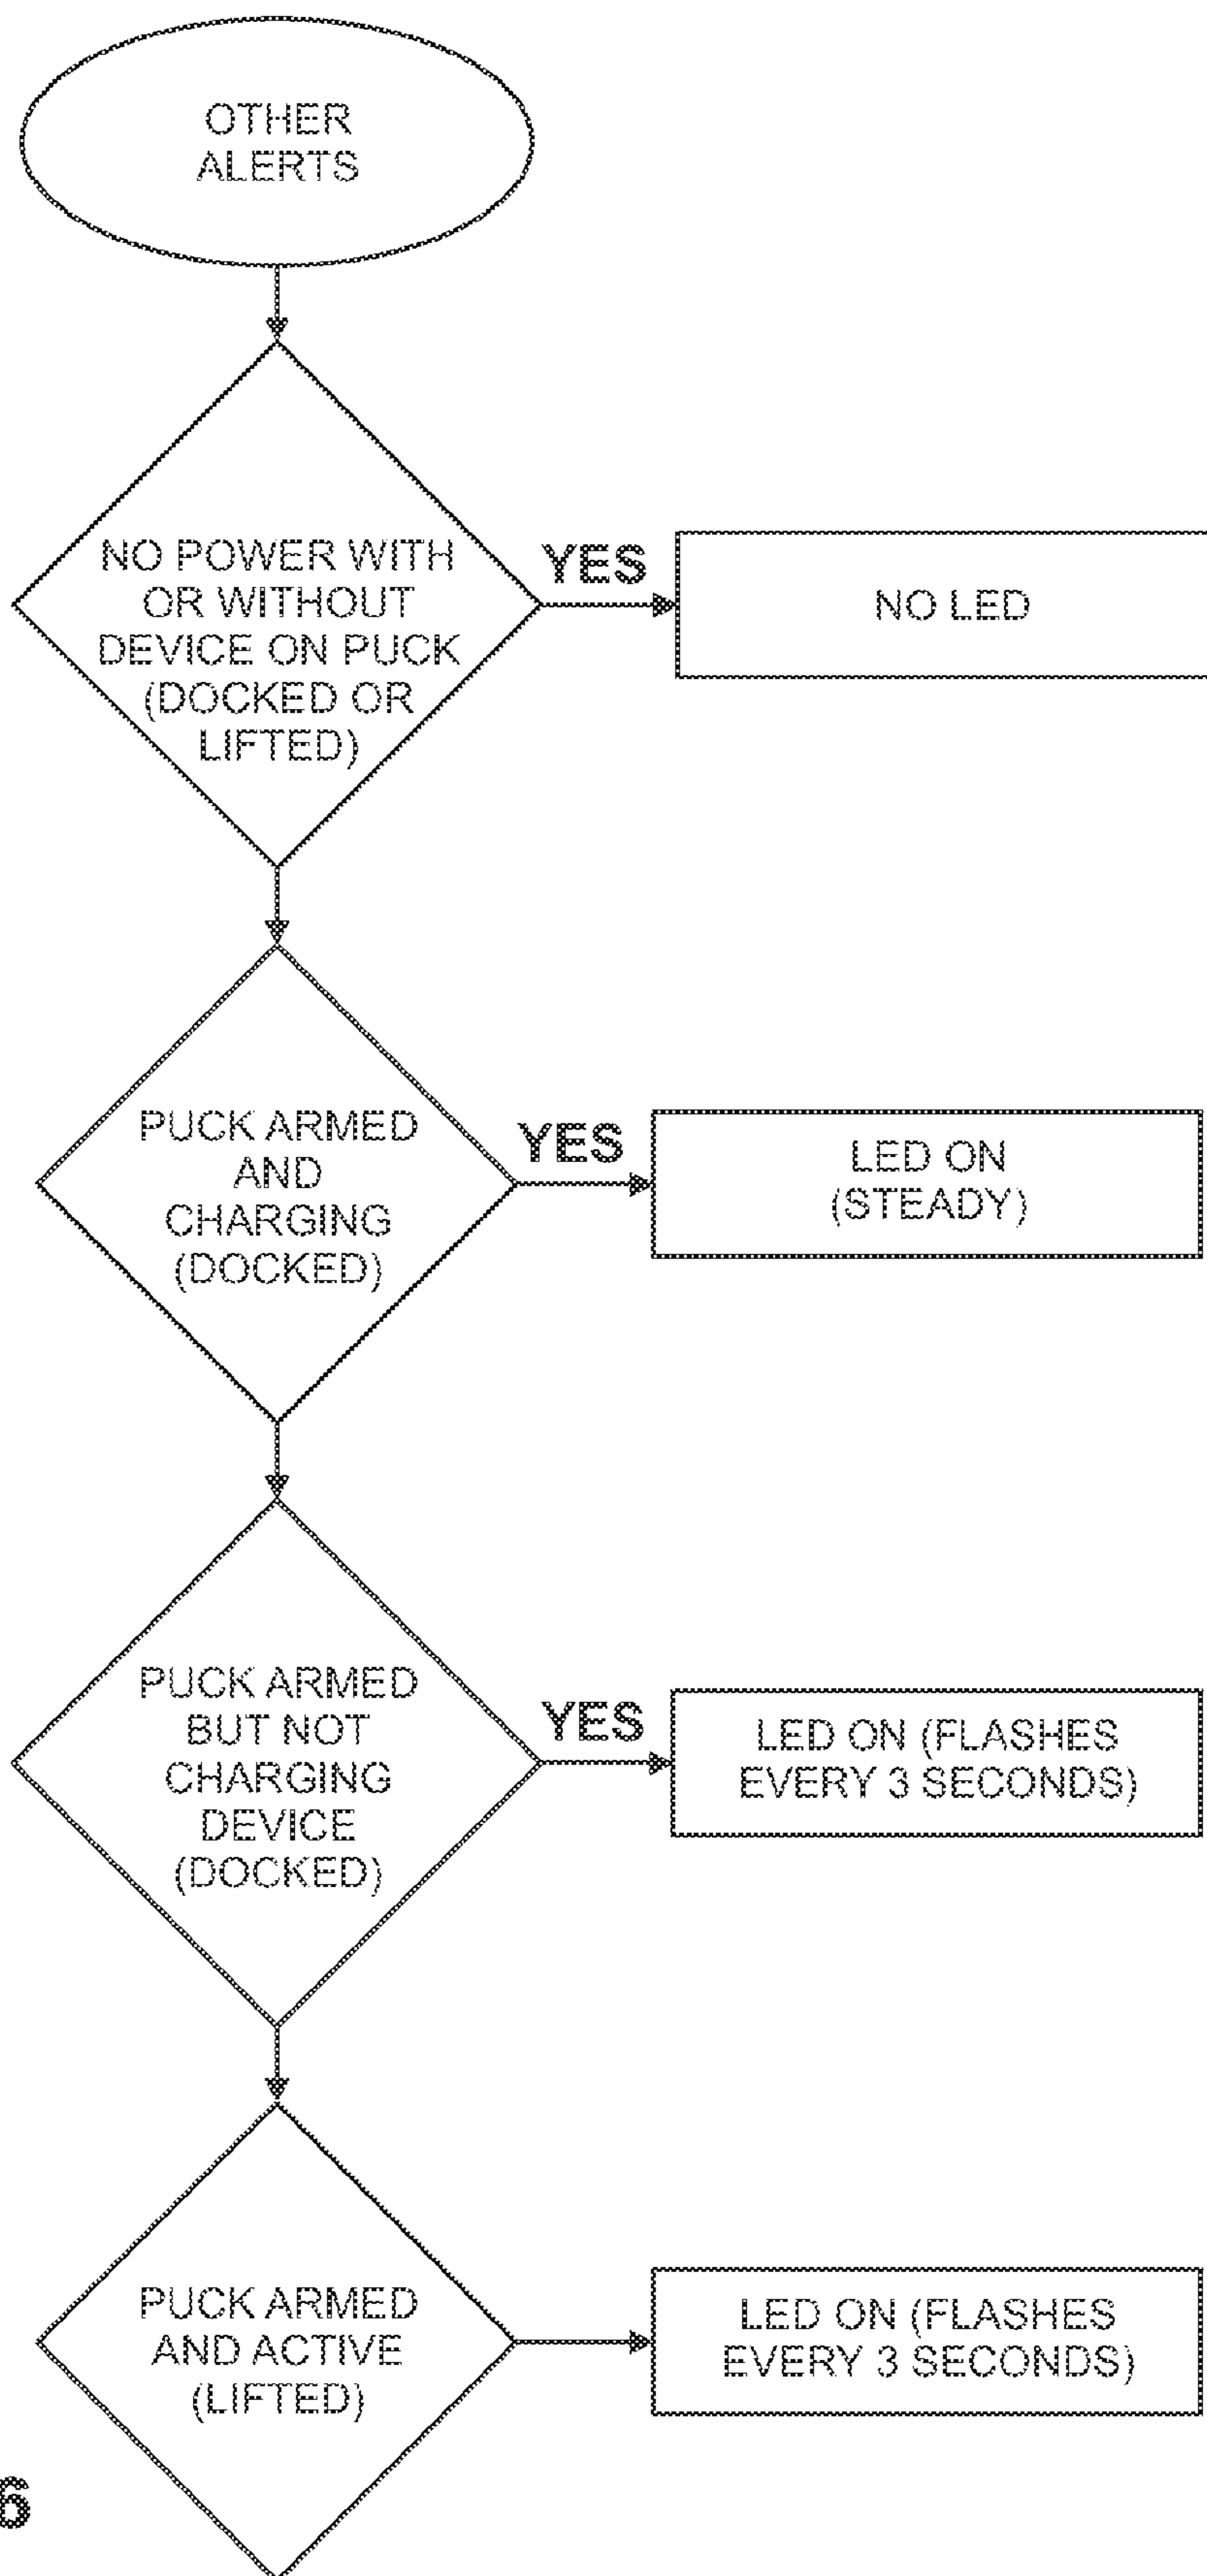 OTHER
ALERTS
NO POWER WITH
OR WITHOUT
DEVICE ON PUCK
(DOCKED OR
LIFTED)
YES
NO LED
PUCK ARMED
AND
CHARGING
(DOCKED)
YES
LED ON
(STEADY)
PUCK ARMED
BUT NOT
CHARGING
DEVICE
(DOCKED)
YES
LED ON (FLASHES
EVERY 3 SECONDS)
PUCK ARMED
AND ACTIVE
(LIFTED)
LED ON (FLASHES
EVERY 3 SECONDS)
6